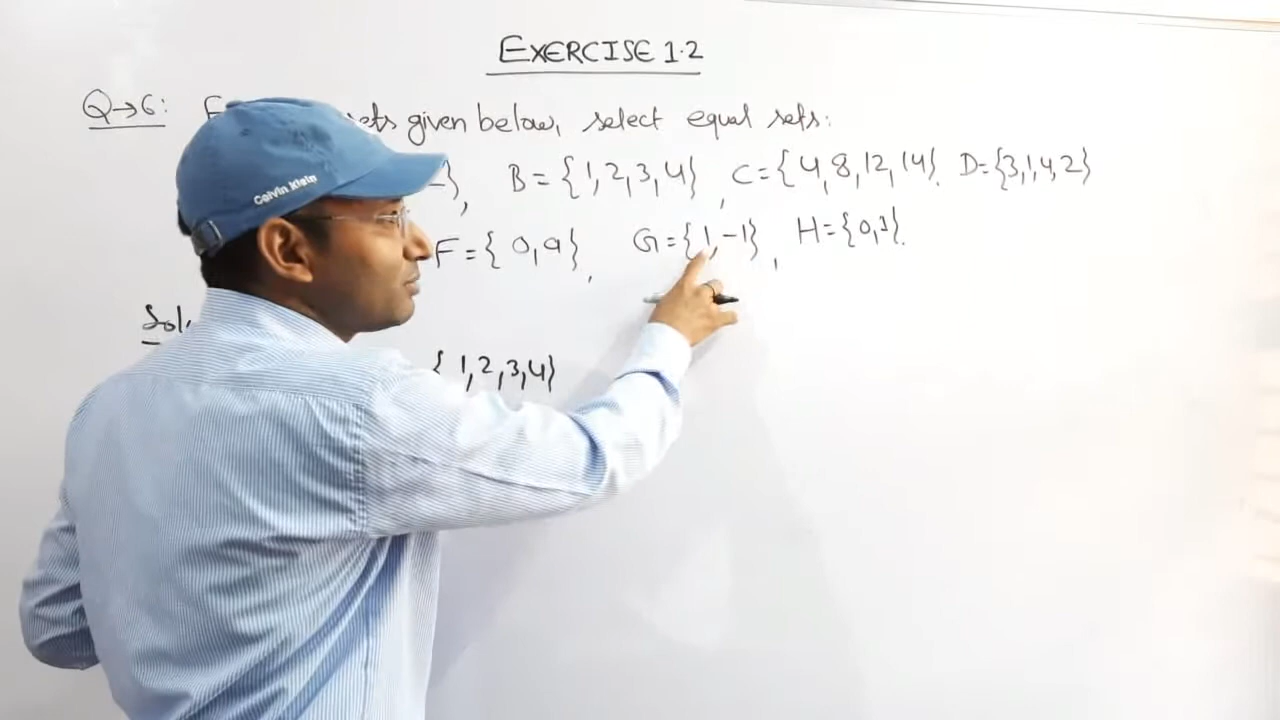 EXERCISE 1.2
Q→6: sets given below, select equal sets:
}, B = {1,2,3,4}, C = {4,8,12,14}. D={3,1,4,2}
F = { 0, a}, G = {1,-1}, H = {0,1}.
Sol
{ 1,2,3,4}
Calvin Klein